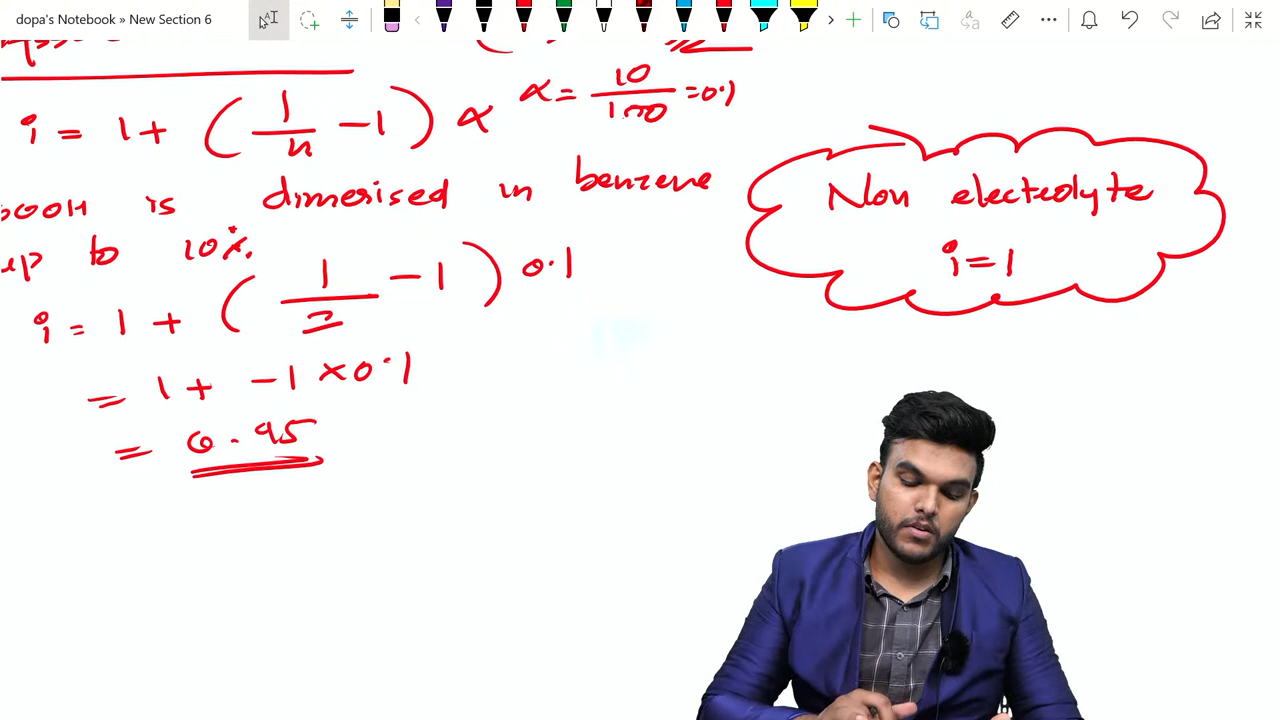 dopa's Notebook » New Section 6
i = 1 + ( 1/n − 1 ) α
α = 10/100 = 0.1
OOH is dimerised in benzene
up to 10%.
i = 1 + ( 1/2 − 1 ) 0.1
= 1 + −1 × 0.1
= 0.95
Non electrolyte
i = 1